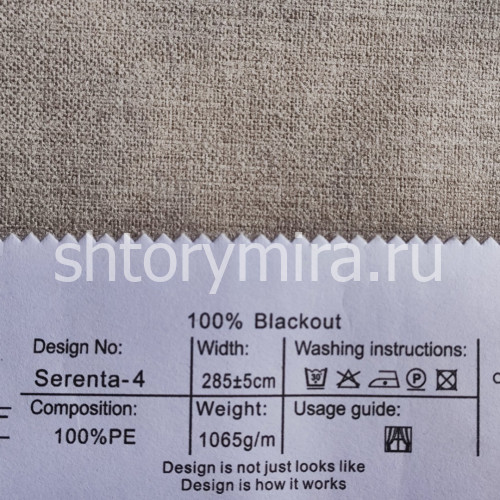 shtorymira.ru
100% Blackout
Design No: Width: Washing instructions:
Serenta-4 285±5cm
Composition: Weight: Usage guide:
100%PE 1065g/m
Design is not just looks like
Design is how it works